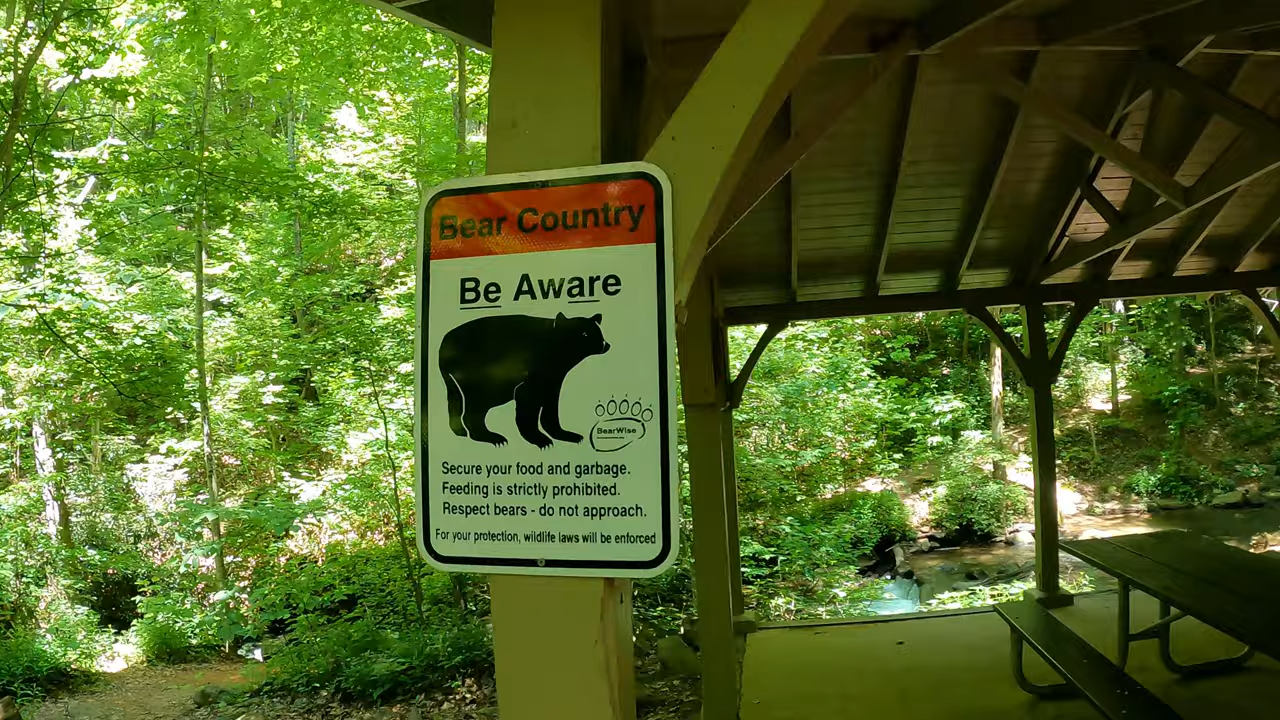 Bear Country
Be Aware
BearWise
Secure your food and garbage.
Feeding is strictly prohibited.
Respect bears - do not approach.
For your protection, wildlife laws will be enforced